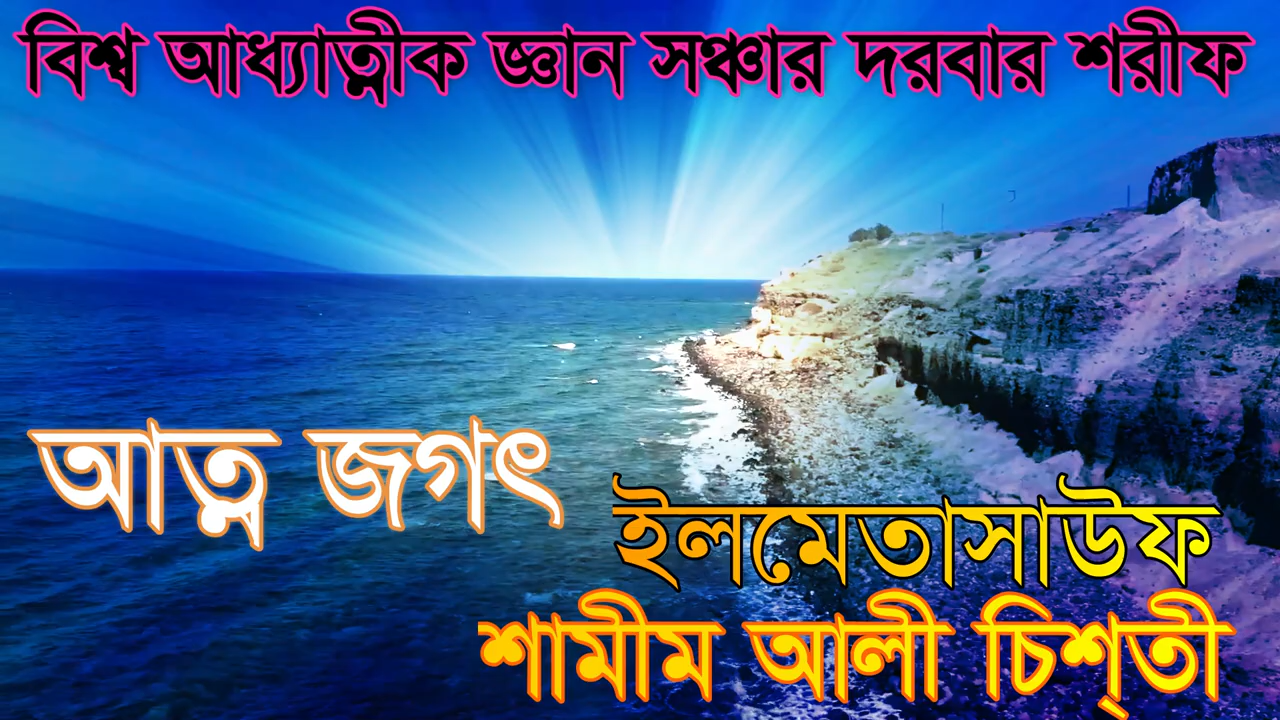 বিশ্ব আধ্যাত্নীক জ্ঞান সঞ্চার দরবার শরীফ
আত্ন জগৎ
ইলমেতাসাউফ
শামীম আলী চিশ্‌তী